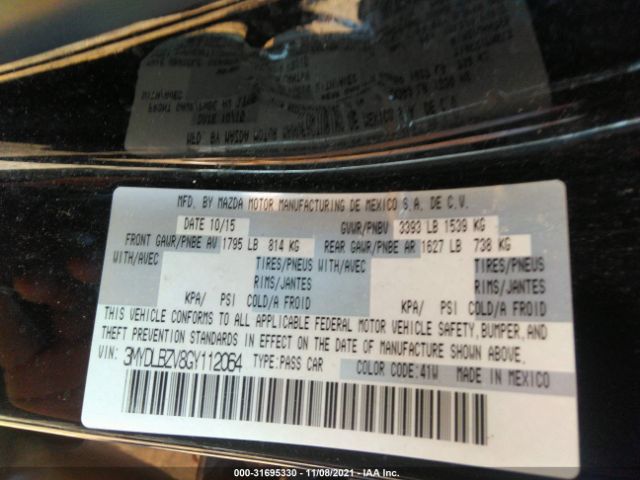 MFD. BY MAZDA MOTOR MANUFACTURING DE MEXICO S.A. DE C.V.
DATE 10/15 GVWR/PNBV 3393 LB 1539 KG
FRONT GAWR/PNBE AV 1795 LB 814 KG REAR GAWR/PNBE AR 1627 LB 738 KG
WITH/AVEC TIRES/PNEUS WITH/AVEC TIRES/PNEUS
RIMS/JANTES RIMS/JANTES
KPA/ PSI COLD/A FROID KPA/ PSI COLD/A FROID
THIS VEHICLE CONFORMS TO ALL APPLICABLE FEDERAL MOTOR VEHICLE SAFETY, BUMPER, AND
THEFT PREVENTION STANDARDS IN EFFECT ON THE DATE OF MANUFACTURE SHOWN ABOVE.
VIN: 3MYDLBZV8GY112064 TYPE:PASS CAR COLOR CODE:41W MADE IN MEXICO
000-31695330 - 11/08/2021 - IAA Inc.